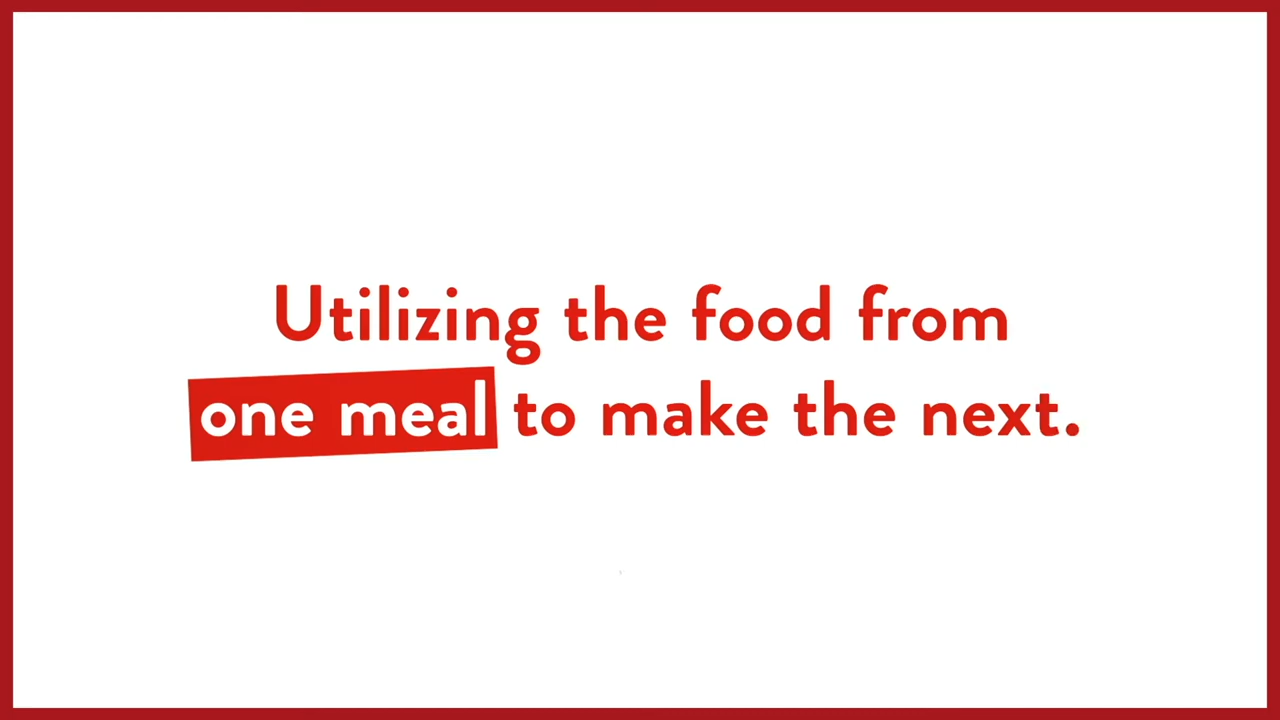 Utilizing the food from
one meal to make the next.